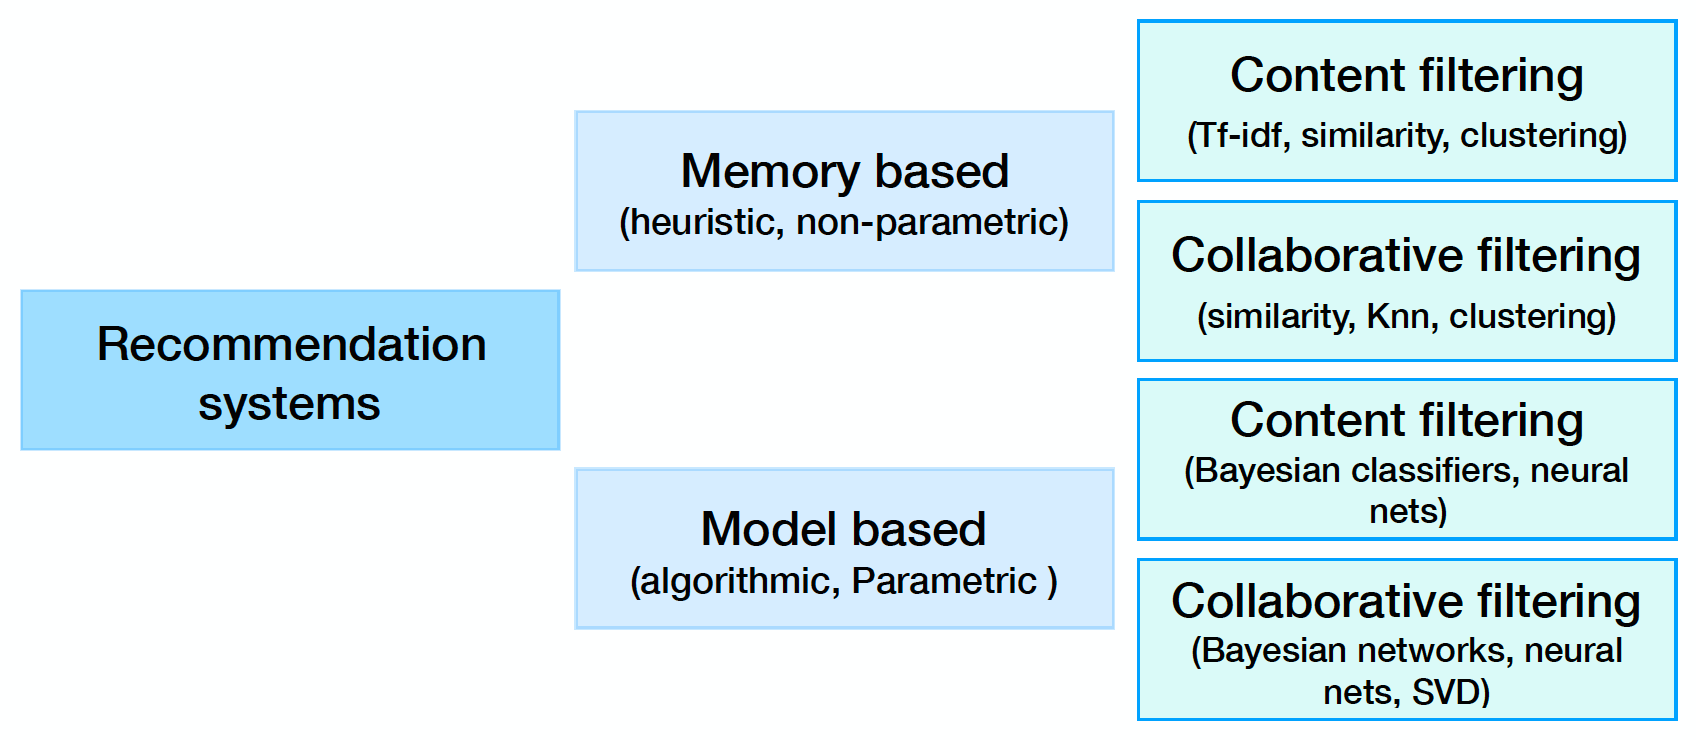 Recommendation
systems
Memory based
(heuristic, non-parametric)
Model based
(algorithmic, Parametric )
Content filtering
(Tf-idf, similarity, clustering)
Collaborative filtering
(similarity, Knn, clustering)
Content filtering
(Bayesian classifiers, neural
nets)
Collaborative filtering
(Bayesian networks, neural
nets, SVD)